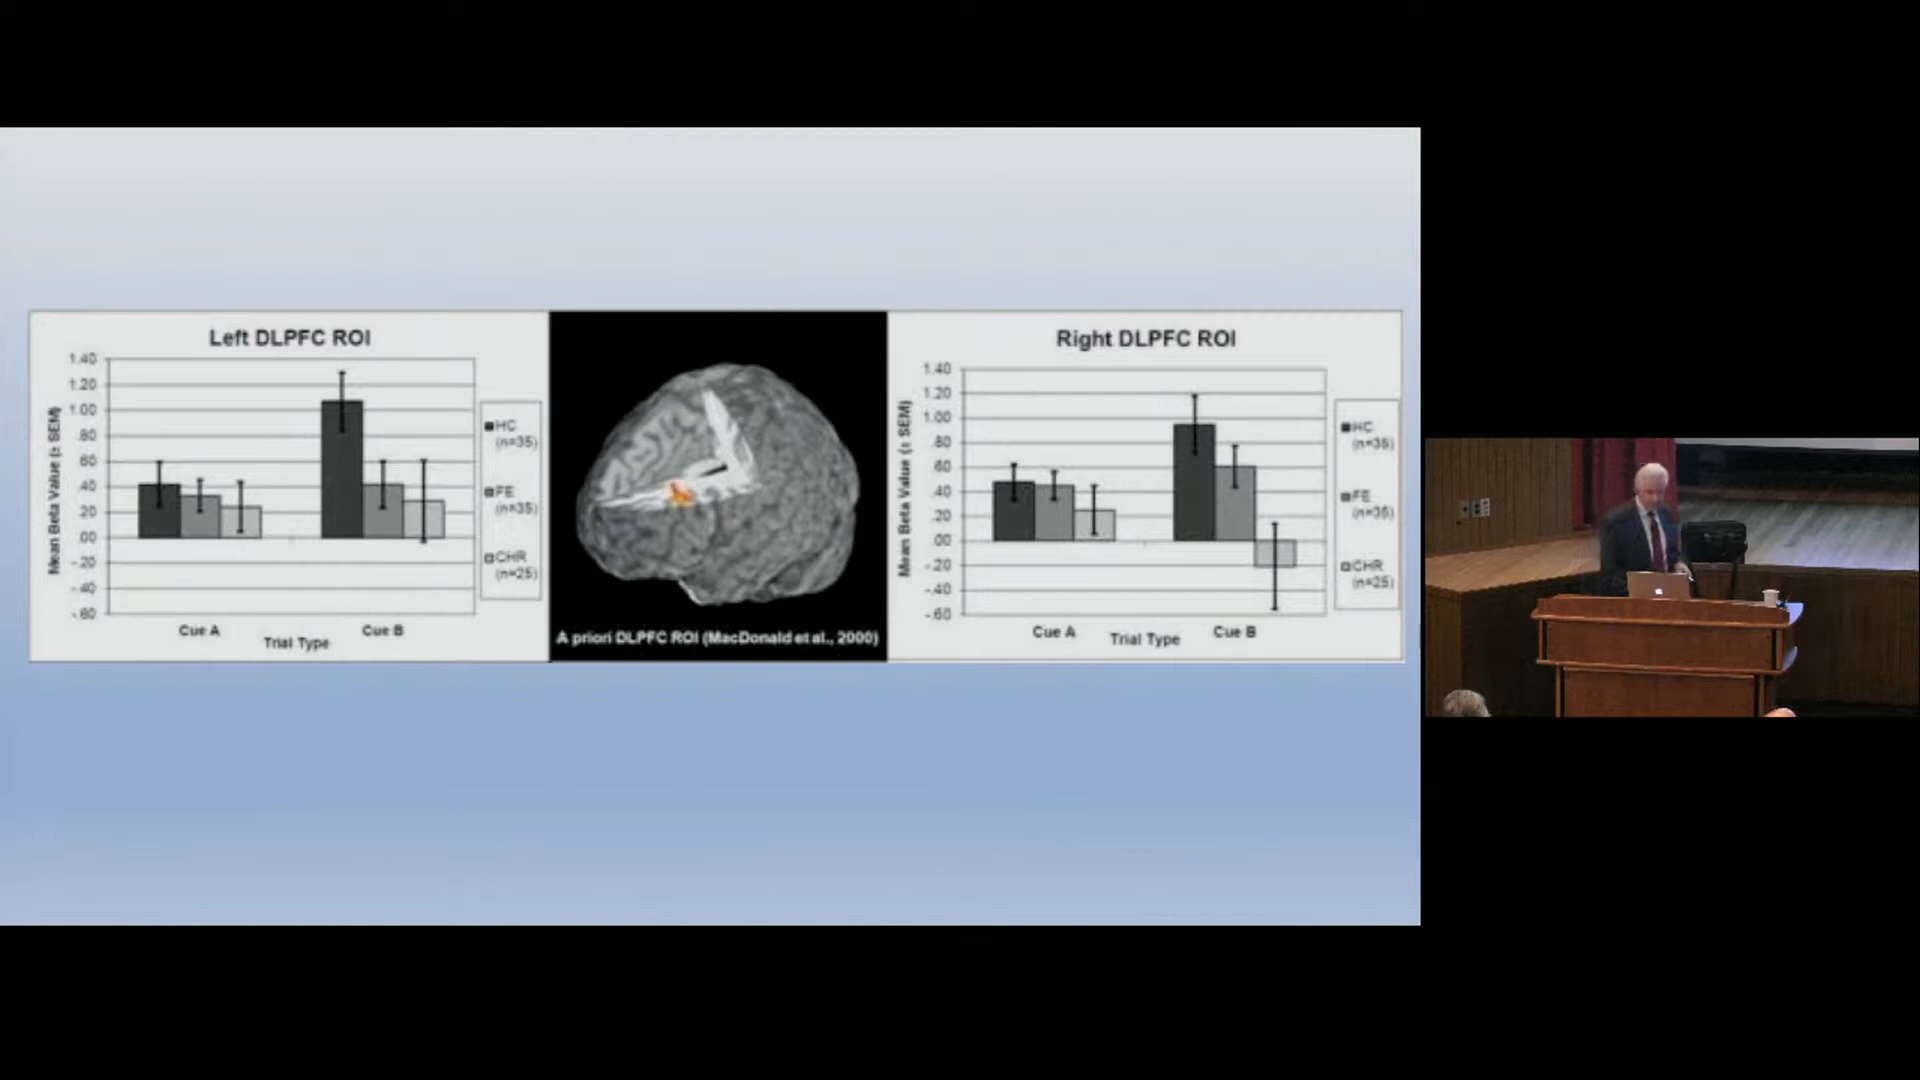 Left DLPFC ROI
Mean Beta Value (± SEM)
1.40
1.20
1.00
.80
.60
.40
.20
.00
-.20
-.40
-.60
Cue A
Cue B
Trial Type
HC
(n=35)
FE
(n=35)
CHR
(n=25)
A priori DLPFC ROI (MacDonald et al., 2000)
Right DLPFC ROI
Mean Beta Value (± SEM)
1.40
1.20
1.00
.80
.60
.40
.20
.00
-.20
-.40
-.60
Cue A
Cue B
Trial Type
HC
(n=35)
FE
(n=35)
CHR
(n=25)